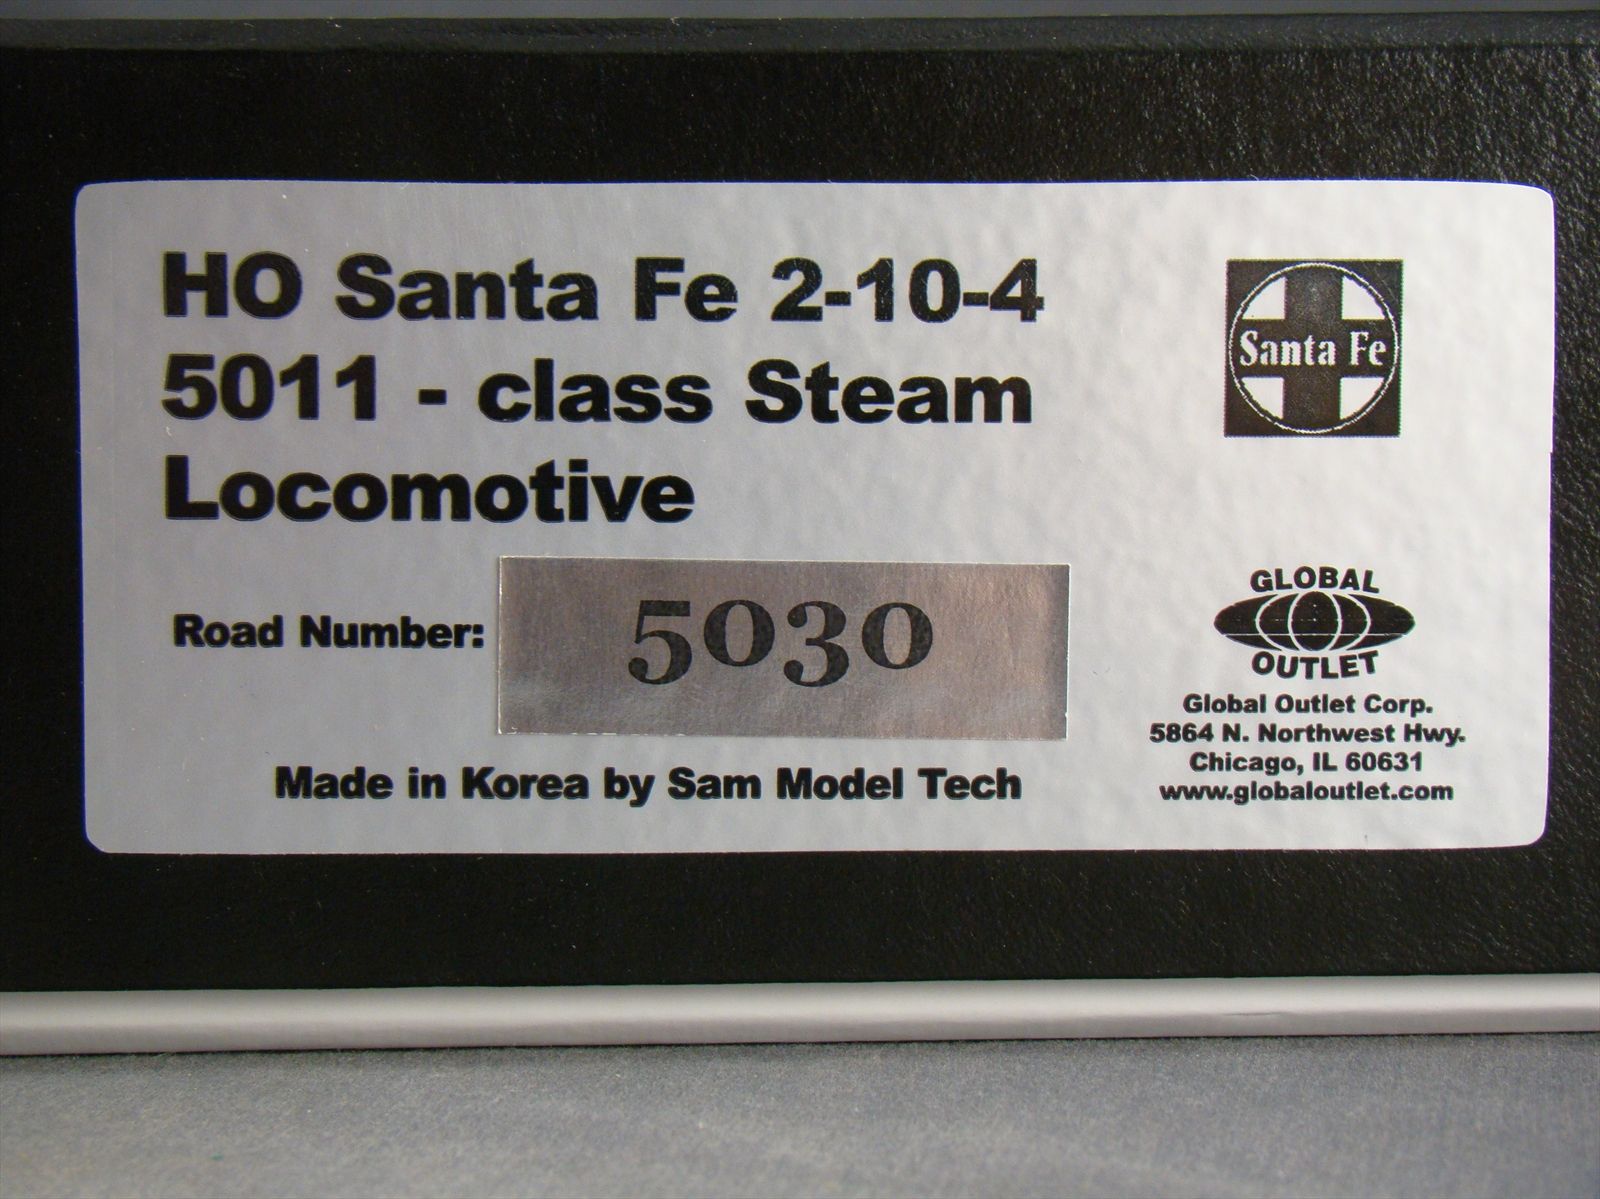 HO Santa Fe 2-10-4
5011 - class Steam
Locomotive
Santa Fe
Road Number: 5030
Made in Korea by Sam Model Tech
GLOBAL
OUTLET
Global Outlet Corp.
5864 N. Northwest Hwy.
Chicago, IL 60631
www.globaloutlet.com